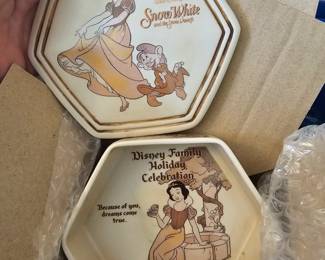 Snow White
and the Seven Dwarfs
Disney Family
Holiday
Celebration
Because of you,
dreams come
true.